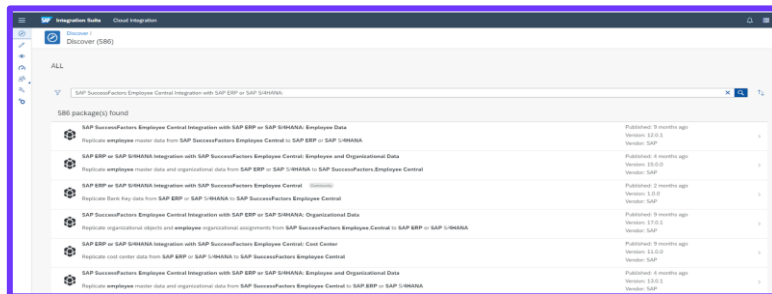 SAP Integration Suite Cloud Integration
Discover /
Discover (586)
ALL
SAP SuccessFactors Employee Central Integration with SAP ERP or SAP S/4HANA:
586 package(s) found
SAP SuccessFactors Employee Central Integration with SAP ERP or SAP S/4HANA: Employee Data
Replicate employee master data from SAP SuccessFactors Employee Central to SAP ERP or SAP S/4HANA
Published: 9 months ago
Version: 12.0.1
Vendor: SAP
SAP ERP or SAP S/4HANA Integration with SAP SuccessFactors Employee Central: Employee and Organizational Data
Replicate employee master data and organizational data from SAP ERP or SAP S/4HANA to SAP SuccessFactors Employee Central
Published: 4 months ago
Version: 15.0.0
Vendor: SAP
SAP ERP or SAP S/4HANA Integration with SAP SuccessFactors Employee Central Community
Replicate Bank Key data from SAP ERP or SAP S/4HANA to SAP SuccessFactors Employee Central
Published: 2 months ago
Version: 1.0.0
Vendor: SAP
SAP SuccessFactors Employee Central Integration with SAP ERP or SAP S/4HANA: Organizational Data
Replicate organizational objects and employee organizational assignments from SAP SuccessFactors Employee Central to SAP ERP or SAP S/4HANA
Published: 9 months ago
Version: 17.0.1
Vendor: SAP
SAP ERP or SAP S/4HANA Integration with SAP SuccessFactors Employee Central: Cost Center
Replicate cost center data from SAP ERP or SAP S/4HANA to SAP SuccessFactors Employee Central
Published: 9 months ago
Version: 11.0.0
Vendor: SAP
SAP SuccessFactors Employee Central Integration with SAP ERP or SAP S/4HANA: Employee and Organizational Data
Replicate employee master data and organizational data from SAP SuccessFactors Employee Central to SAP ERP or SAP S/4HANA
Published: 4 months ago
Version: 13.0.1
Vendor: SAP